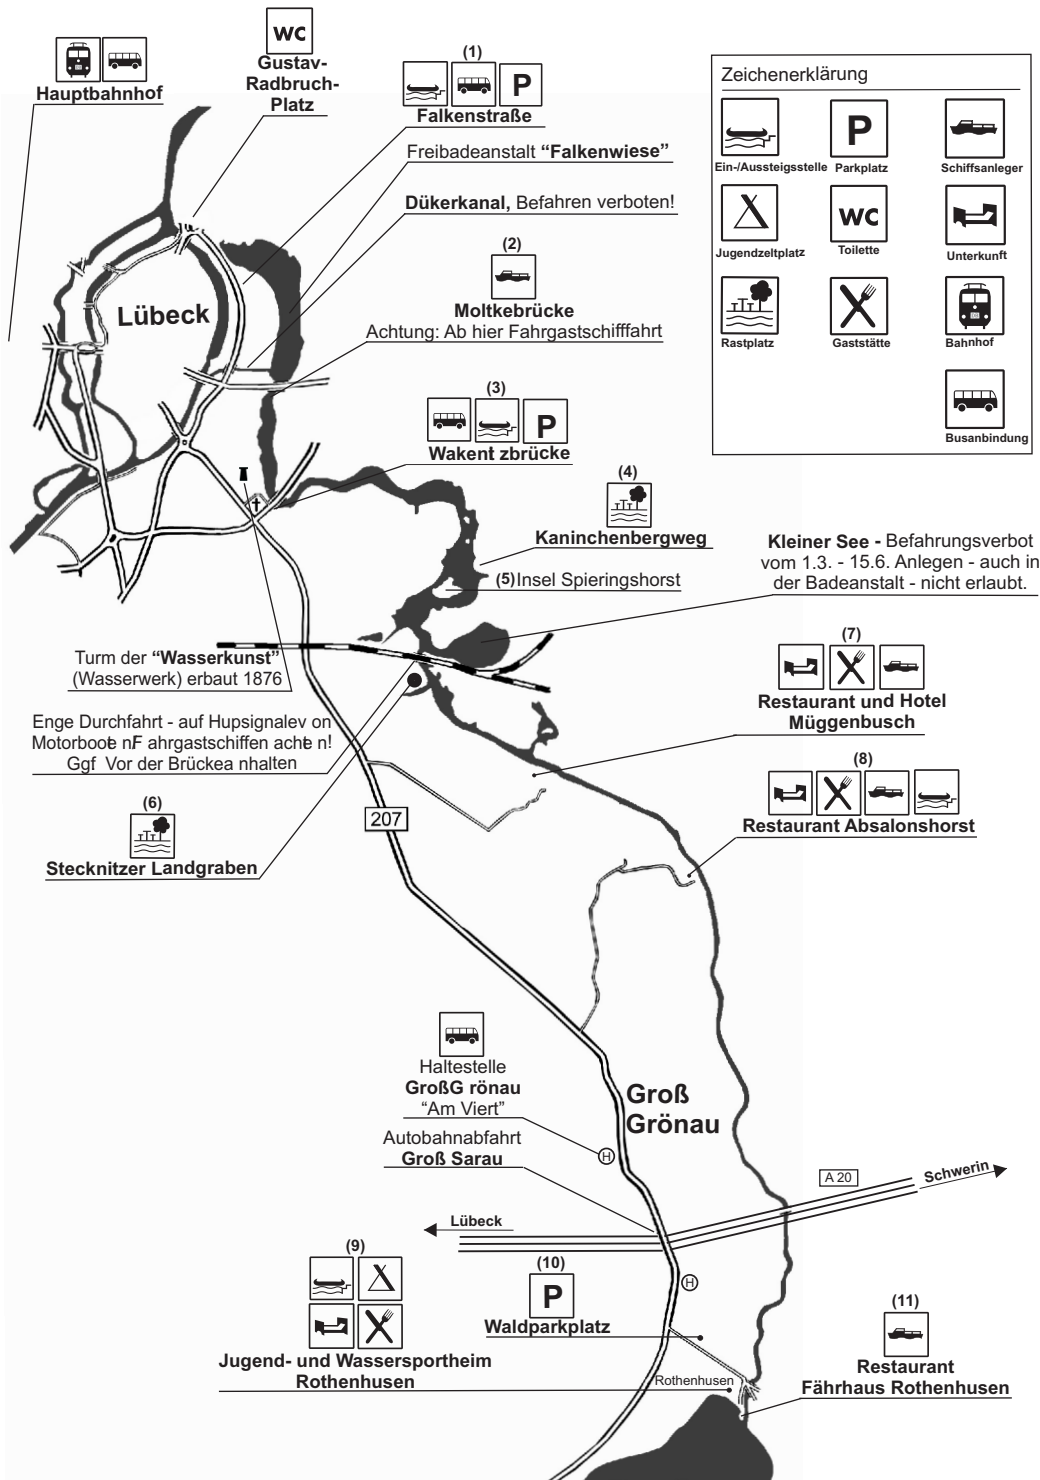 Hauptbahnhof
WC
Gustav-
Radbruch-
Platz
(1)
P
Falkenstraße
Freibadeanstalt “Falkenwiese”
Dükerkanal, Befahren verboten!
(2)
Moltkebrücke
Achtung: Ab hier Fahrgastschifffahrt
Lübeck
(3)
P
Wakent zbrücke
(4)
Kaninchenbergweg
(5) Insel Spieringshorst
Zeichenerklärung
Ein-/Aussteigsstelle
P
Parkplatz
Schiffsanleger
Jugendzeltplatz
WC
Toilette
Unterkunft
Rastplatz
Gaststätte
Bahnhof
Busanbindung
Kleiner See - Befahrungsverbot
vom 1.3. - 15.6. Anlegen - auch in
der Badeanstalt - nicht erlaubt.
Turm der “Wasserkunst”
(Wasserwerk) erbaut 1876
Enge Durchfahrt - auf Hupsignalev on
Motorboote nF ahrgastschiffen achte n!
Ggf Vor der Brückea nhalten
(6)
Stecknitzer Landgraben
(7)
Restaurant und Hotel
Müggenbusch
(8)
Restaurant Absalonshorst
207
Haltestelle
GroßG rönau
“Am Viert”
Autobahnabfahrt
Groß Sarau
Groß
Grönau
H
A 20
Schwerin
Lübeck
H
(9)
Jugend- und Wassersportheim
Rothenhusen
(10)
P
Waldparkplatz
Rothenhusen
(11)
Restaurant
Fährhaus Rothenhusen